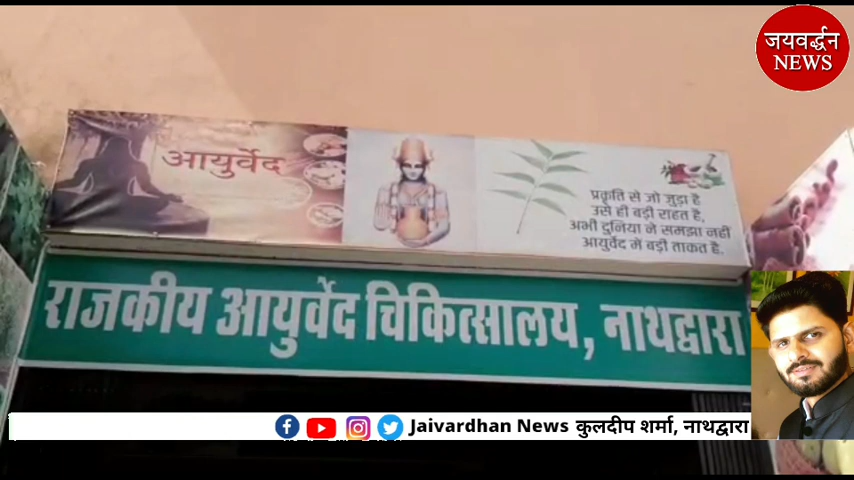 जयवर्द्धन
NEWS
आयुर्वेद
प्रकृति से जो जुड़ा है
उसे ही बड़ी राहत है,
अभी दुनिया ने समझा नहीं
आयुर्वेद में बड़ी ताकत है.
राजकीय आयुर्वेद चिकित्सालय, नाथद्वारा
Jaivardhan News कुलदीप शर्मा, नाथद्वारा